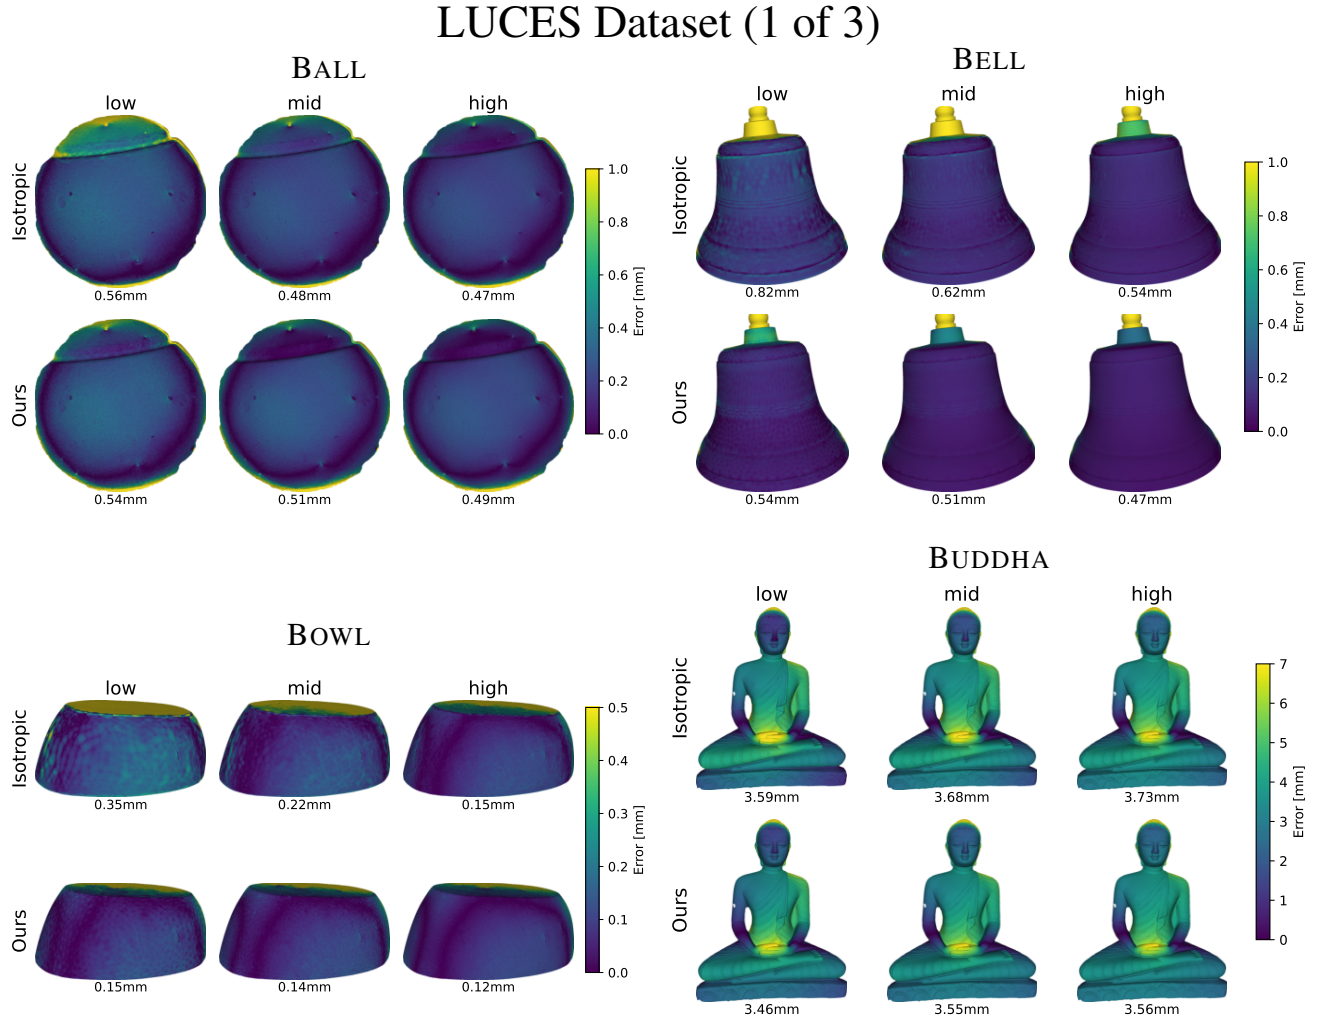 LUCES Dataset (1 of 3)
BALL
low mid high
Isotropic
0.56mm 0.48mm 0.47mm
Ours
0.54mm 0.51mm 0.49mm
1.0
0.8
0.6
0.4
0.2
0.0
Error [mm]
BELL
low mid high
Isotropic
0.82mm 0.62mm 0.54mm
Ours
0.54mm 0.51mm 0.47mm
1.0
0.8
0.6
0.4
0.2
0.0
Error [mm]
BOWL
low mid high
Isotropic
0.35mm 0.22mm 0.15mm
Ours
0.15mm 0.14mm 0.12mm
0.5
0.4
0.3
0.2
0.1
0.0
Error [mm]
BUDDHA
low mid high
Isotropic
3.59mm 3.68mm 3.73mm
Ours
3.46mm 3.55mm 3.56mm
7
6
5
4
3
2
1
0
Error [mm]